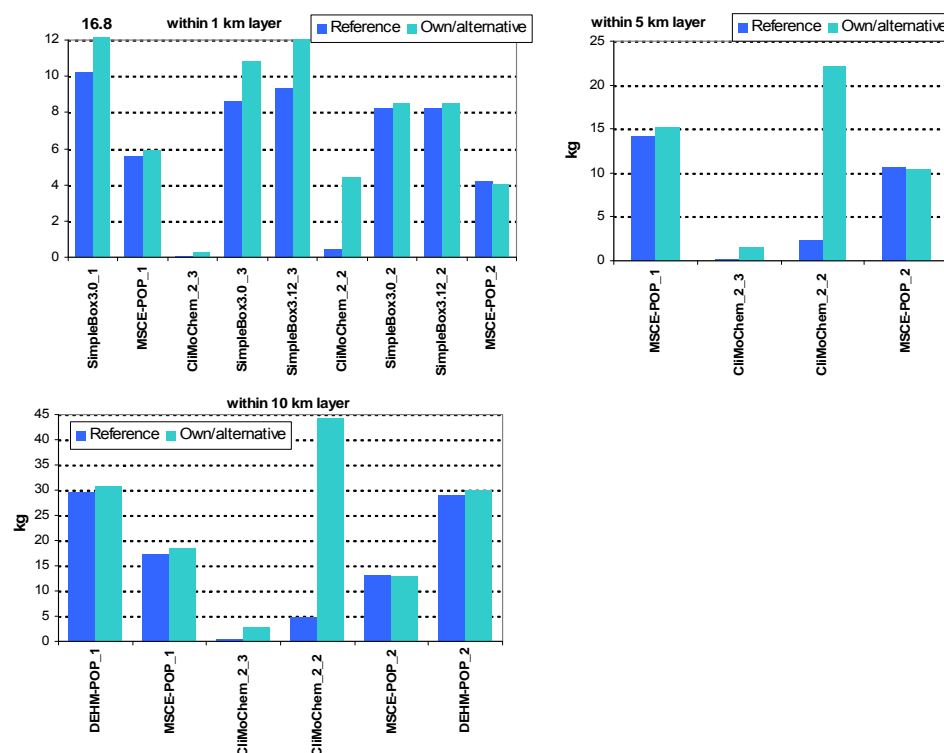 within 1 km layer
16.8
Reference
Own/alternative
12
10
8
6
4
2
0
SimpleBox3.0_1
MSCE-POP_1
CliMoChem_2_3
SimpleBox3.0_3
SimpleBox3.12_3
CliMoChem_2_2
SimpleBox3.0_2
SimpleBox3.12_2
MSCE-POP_2
within 5 km layer
Reference
Own/alternative
25
20
15
10
5
0
kg
MSCE-POP_1
CliMoChem_2_3
CliMoChem_2_2
MSCE-POP_2
within 10 km layer
Reference
Own/alternative
45
40
35
30
25
20
15
10
5
0
kg
DEHM-POP_1
MSCE-POP_1
CliMoChem_2_3
CliMoChem_2_2
MSCE-POP_2
DEHM-POP_2